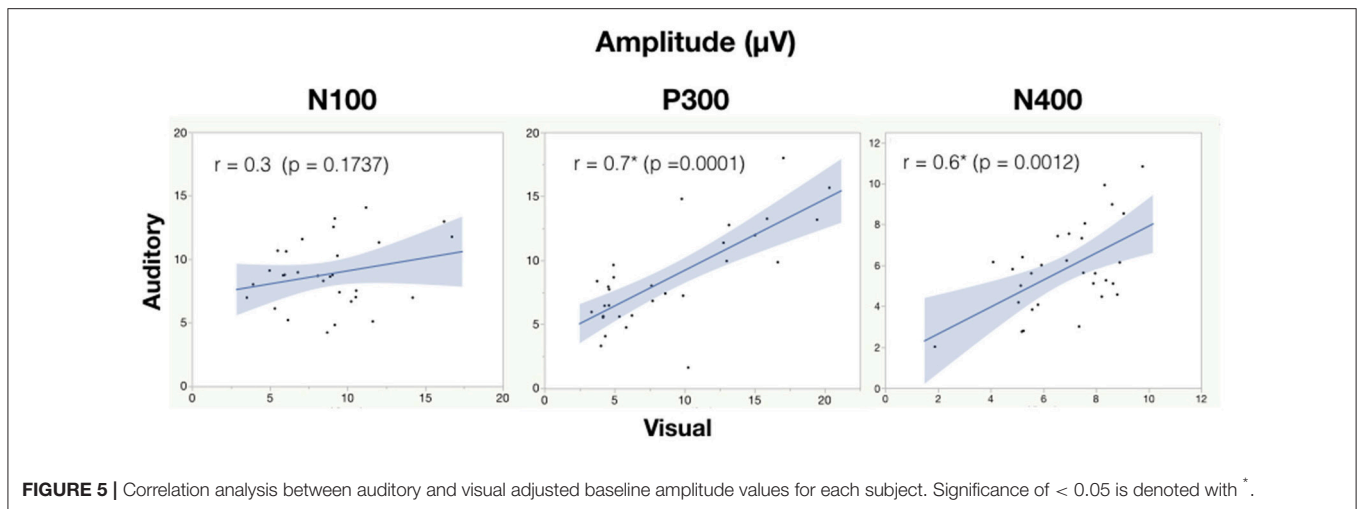 Amplitude (µV)
N100 P300 N400
r = 0.3 (p = 0.1737)
r = 0.7* (p =0.0001)
r = 0.6* (p = 0.0012)
Auditory
20
15
10
5
0
0 5 10 15 20
20
15
10
5
0
0 5 10 15 20
12
10
8
6
4
2
0
0 2 4 6 8 10 12
Visual
FIGURE 5 | Correlation analysis between auditory and visual adjusted baseline amplitude values for each subject. Significance of < 0.05 is denoted with *.